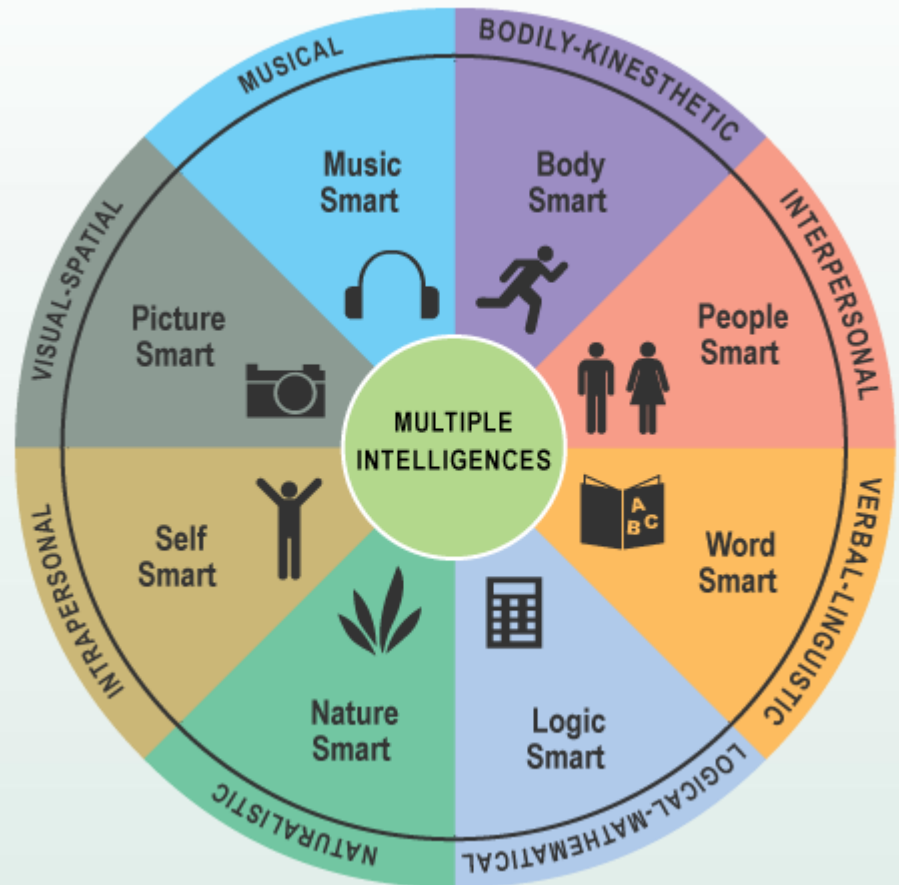 MUSICAL
BODILY-KINESTHETIC
INTERPERSONAL
VERBAL-LINGUISTIC
LOGICAL-MATHEMATICAL
NATURALISTIC
INTRAPERSONAL
VISUAL-SPATIAL
Music
Smart
Body
Smart
People
Smart
Word
Smart
A
B C
Logic
Smart
Nature
Smart
Self
Smart
Picture
Smart
MULTIPLE
INTELLIGENCES